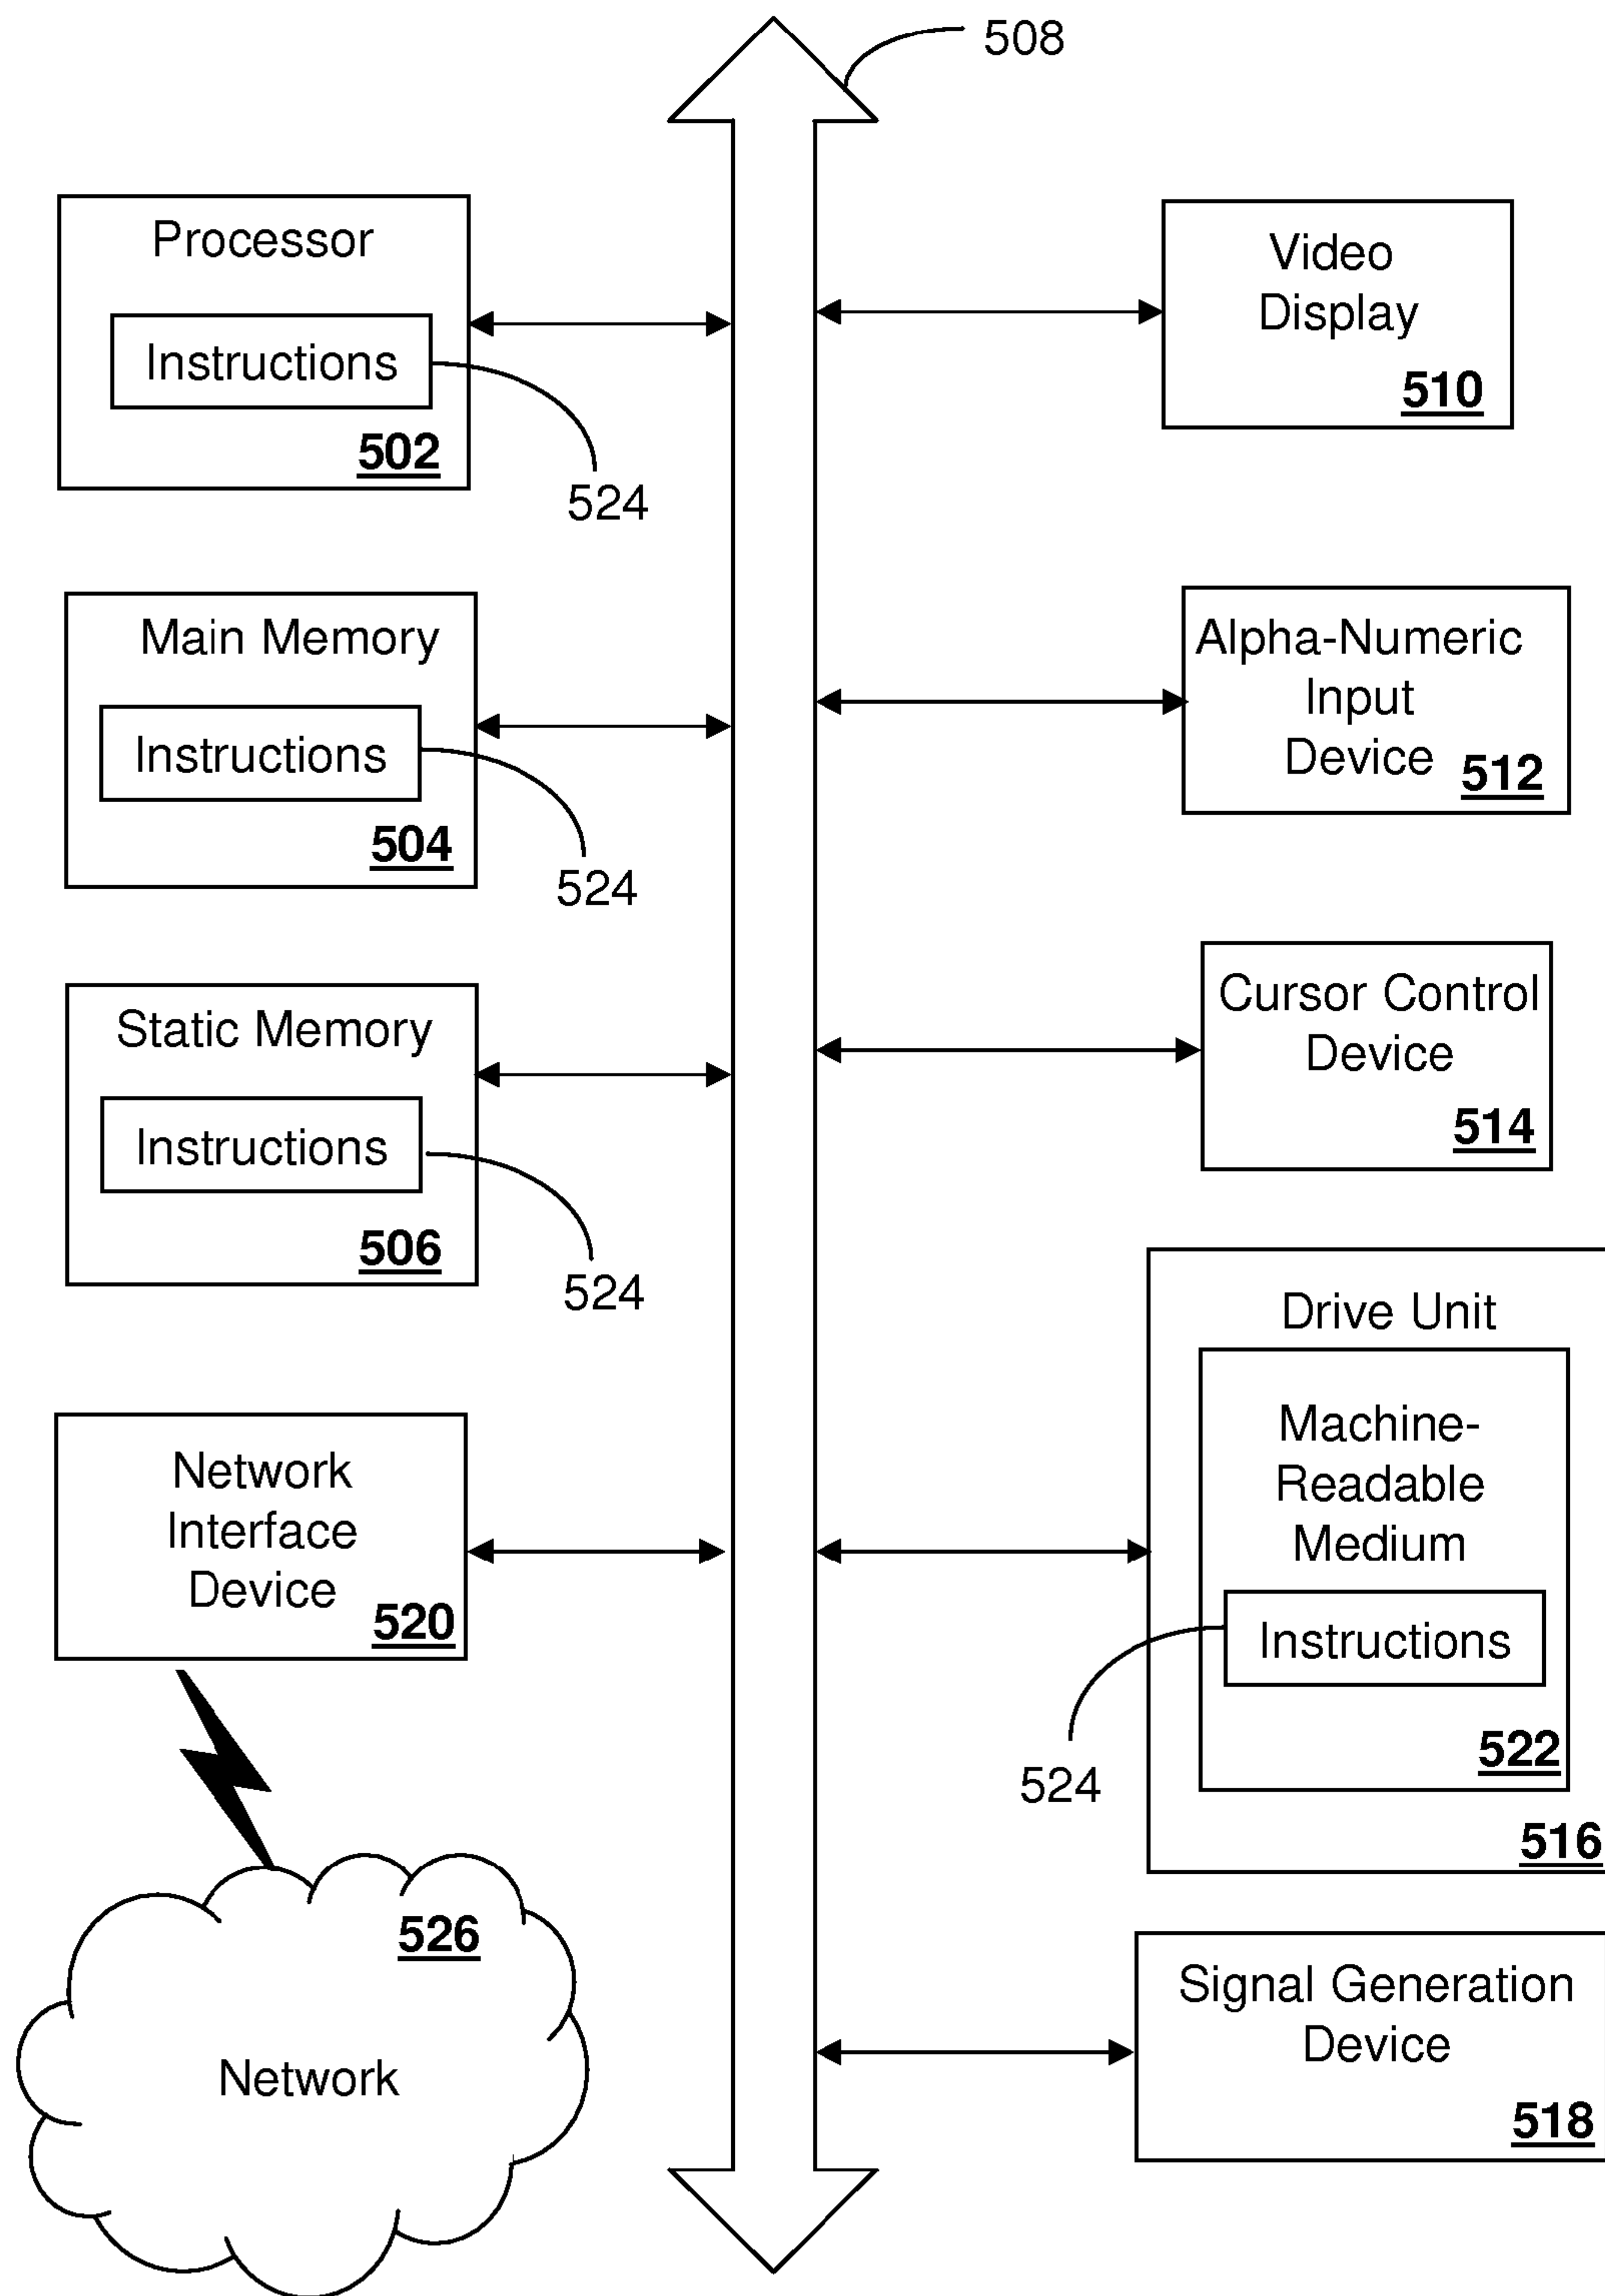 508
Processor
Instructions
502
524
Main Memory
Instructions
504
524
Static Memory
Instructions
506
524
Network
Interface
Device
520
526
Network
Video
Display
510
Alpha-Numeric
Input
Device 512
Cursor Control
Device
514
Drive Unit
Machine-
Readable
Medium
Instructions
522
524
516
Signal Generation
Device
518